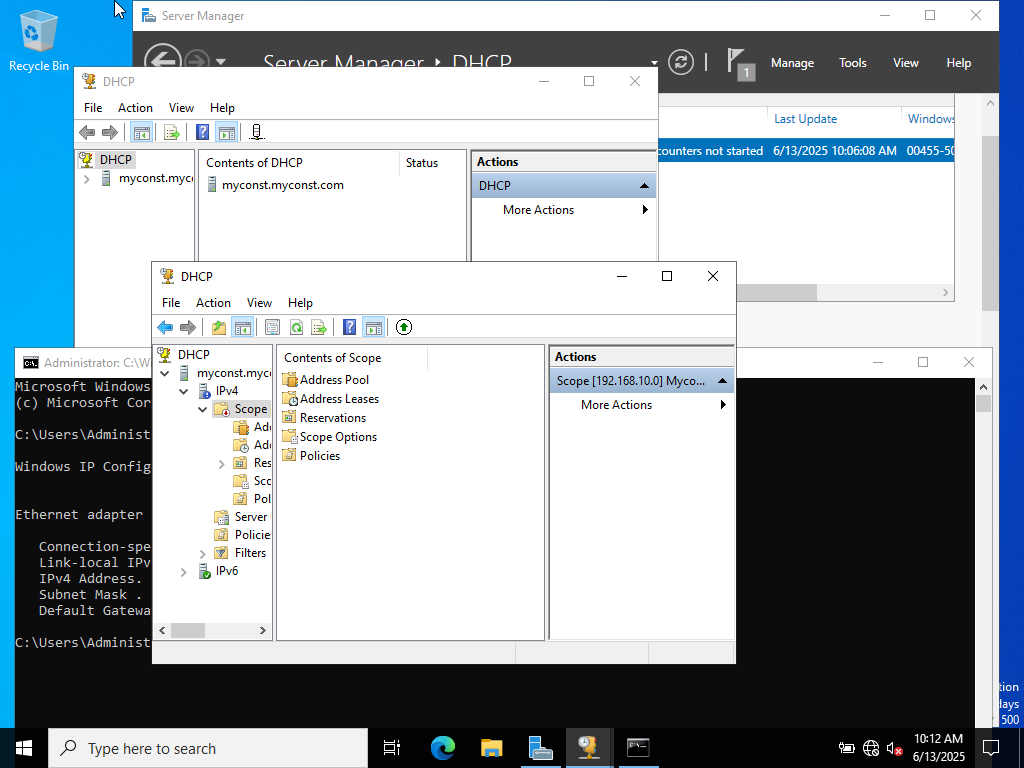 Recycle Bin
Server Manager
Server Manager • DHCP
1
Manage
Tools
View
Help
Last Update
Windows
counters not started
6/13/2025 10:06:08 AM
00455-50
DHCP
File
Action
View
Help
DHCP
myconst.myc
Contents of DHCP
Status
myconst.myconst.com
Actions
DHCP
More Actions
DHCP
File
Action
View
Help
DHCP
myconst.myc
IPv4
Scope
Ad
Ad
Res
Sco
Pol
Server
Policie
Filters
IPv6
Contents of Scope
Address Pool
Address Leases
Reservations
Scope Options
Policies
Actions
Scope [192.168.10.0] Myco...
More Actions
Administrator: C:\W
Microsoft Windows
(c) Microsoft Cor
C:\Users\Administ
Windows IP Config
Ethernet adapter
Connection-spe
Link-local IPv
IPv4 Address.
Subnet Mask .
Default Gatewa
C:\Users\Administ
tion
days
500
Type here to search
10:12 AM
6/13/2025